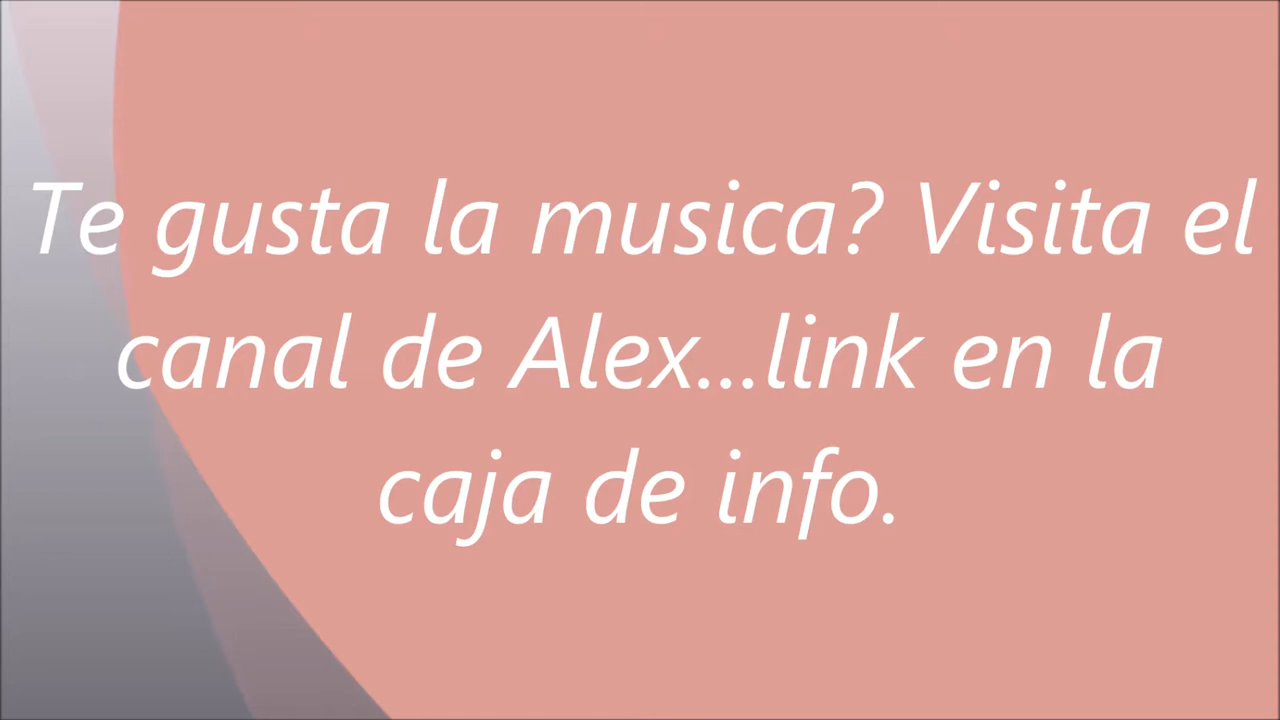 Te gusta la musica? Visita el
canal de Alex...link en la
caja de info.